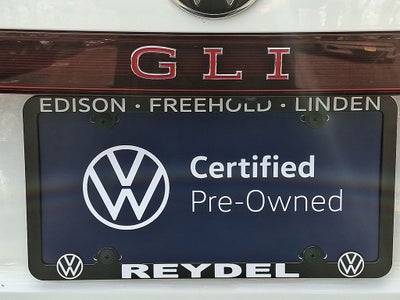 GLI
EDISON · FREEHOLD · LINDEN
Certified
Pre-Owned
REYDEL